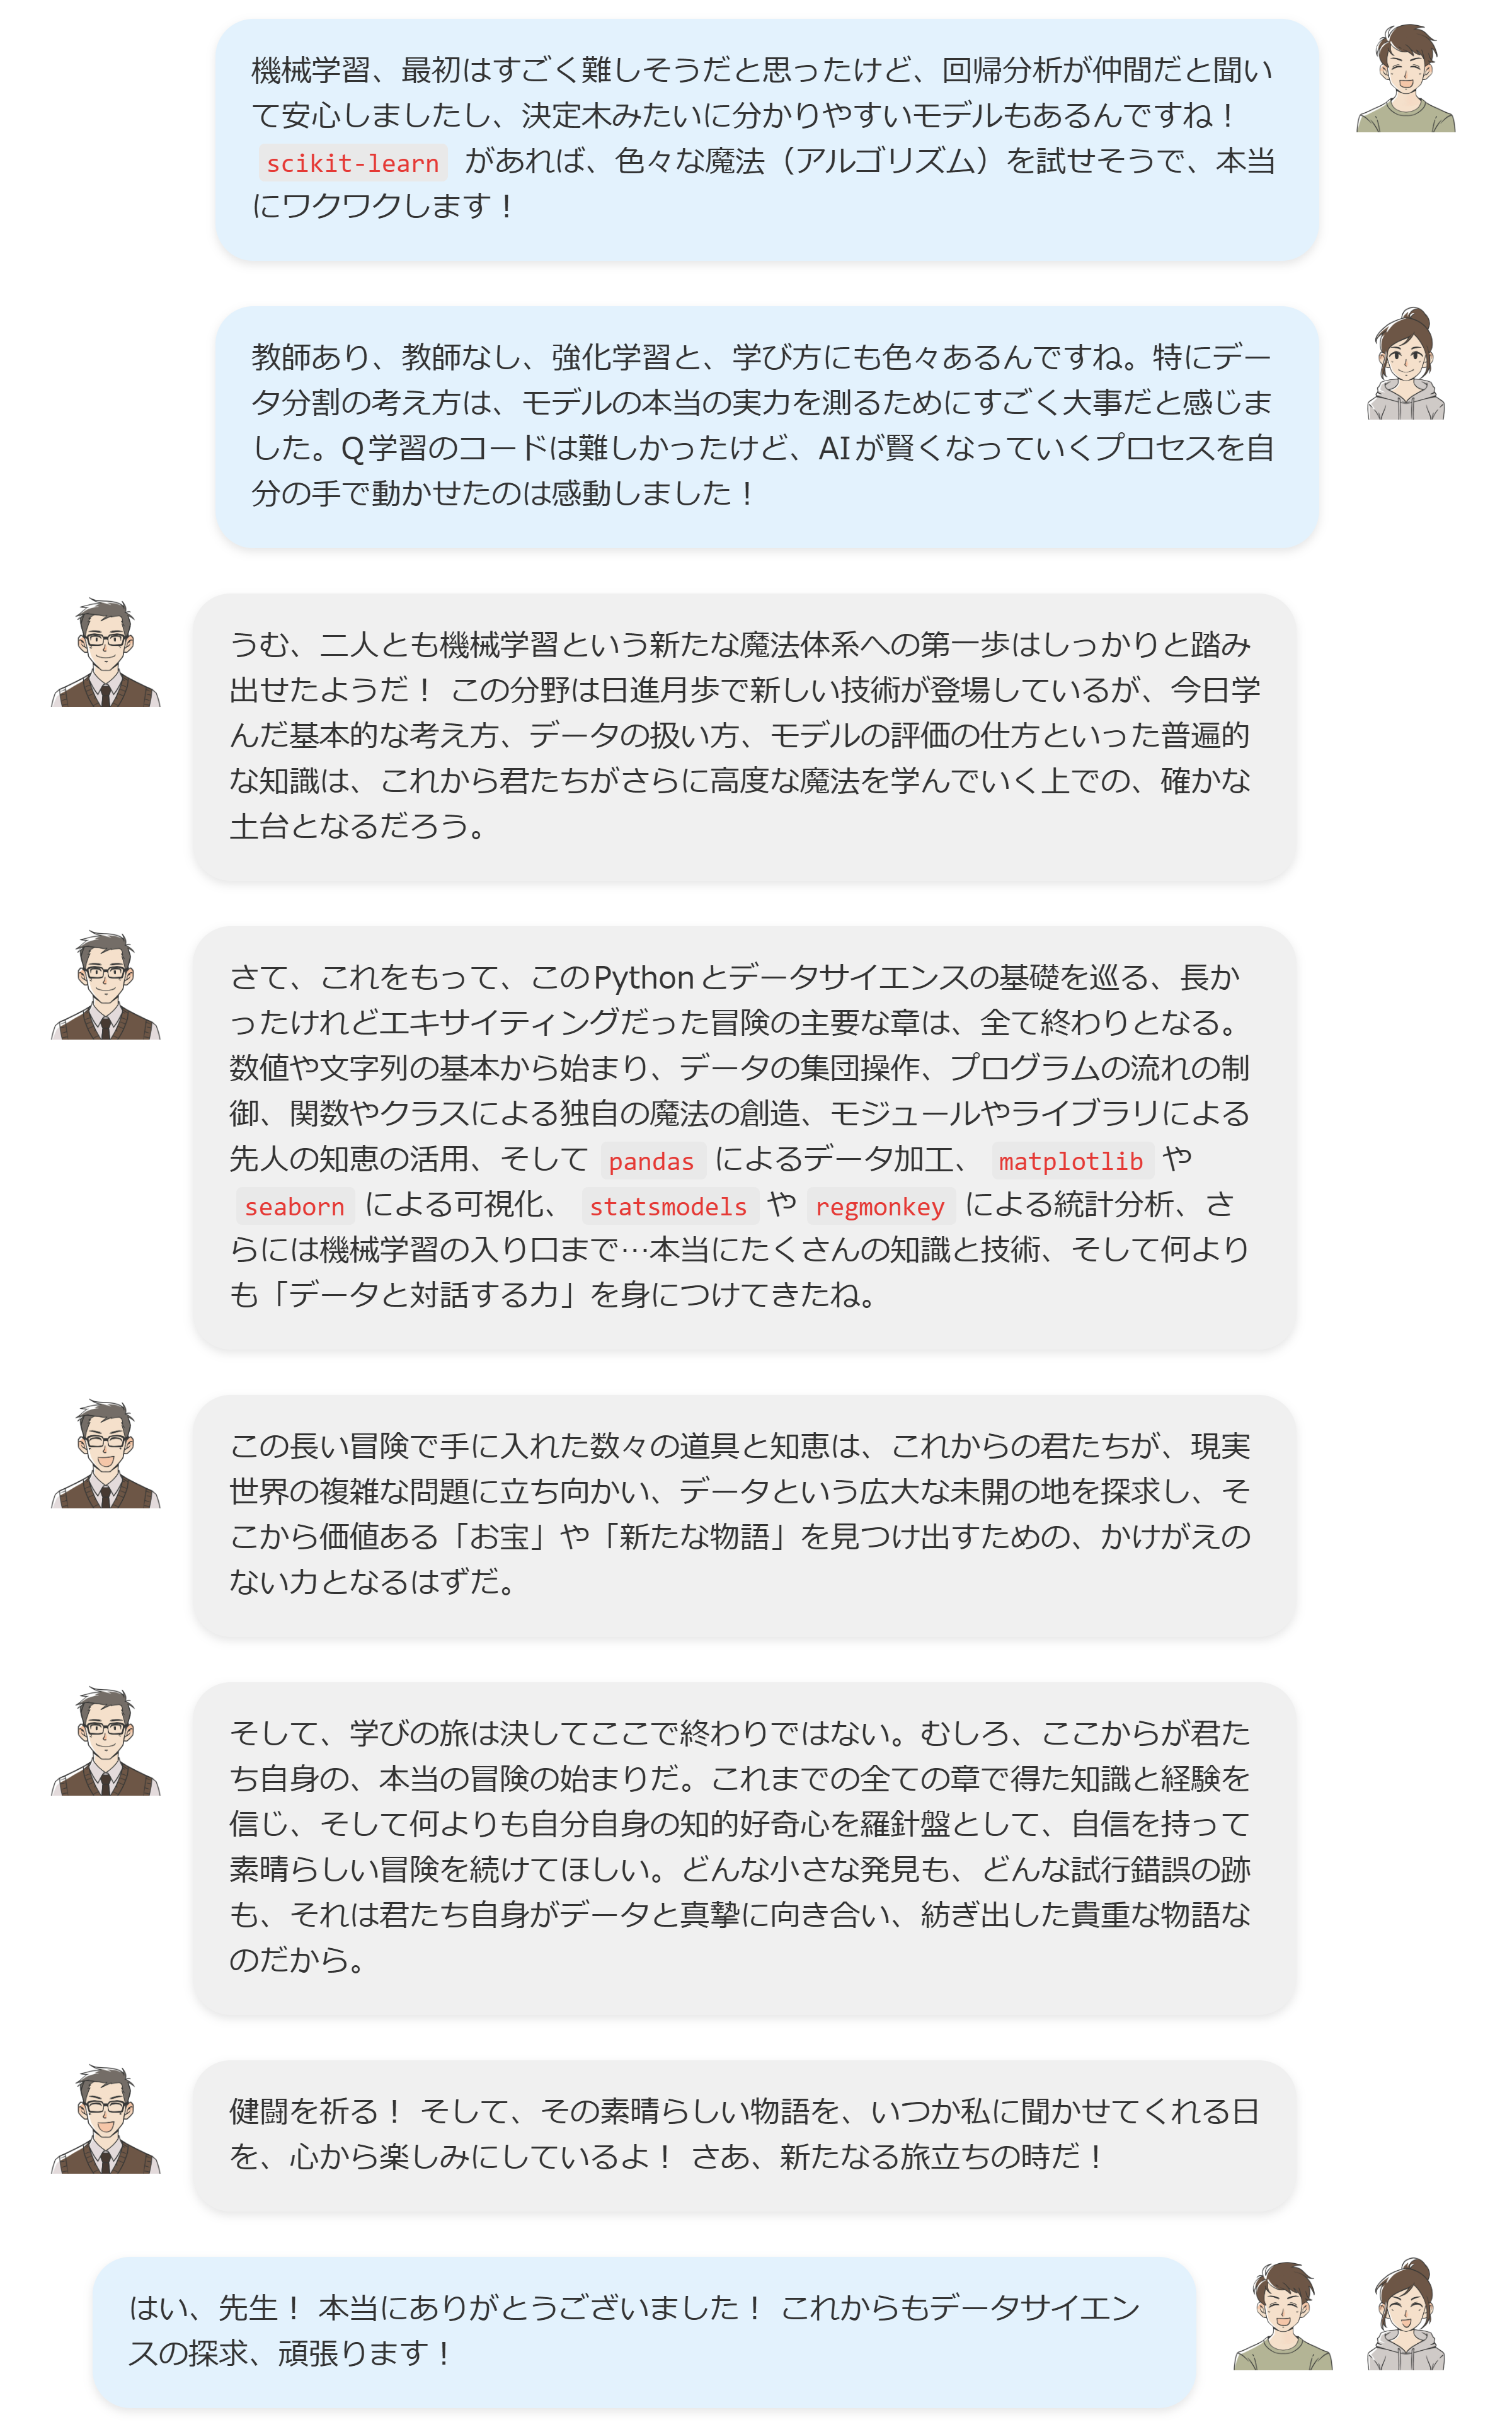 機械学習、最初はすごく難しそうだと思ったけど、回帰分析が仲間だと聞い
て安心しましたし、決定木みたいに分かりやすいモデルもあるんですね！
scikit-learn があれば、色々な魔法（アルゴリズム）を試せそうで、本当
にワクワクします！
教師あり、教師なし、強化学習と、学び方にも色々あるんですね。特にデー
タ分割の考え方は、モデルの本当の実力を測るためにすごく大事だと感じま
した。Q学習のコードは難しかったけど、AIが賢くなっていくプロセスを自
分の手で動かせたのは感動しました！
うむ、二人とも機械学習という新たな魔法体系への第一歩はしっかりと踏み
出せたようだ！ この分野は日進月歩で新しい技術が登場しているが、今日学
んだ基本的な考え方、データの扱い方、モデルの評価の仕方といった普遍的
な知識は、これから君たちがさらに高度な魔法を学んでいく上での、確かな
土台となるだろう。
さて、これをもって、このPythonとデータサイエンスの基礎を巡る、長か
ったけれどエキサイティングだった冒険の主要な章は、全て終わりとなる。
数値や文字列の基本から始まり、データの集団操作、プログラムの流れの制
御、関数やクラスによる独自の魔法の創造、モジュールやライブラリによる
先人の知恵の活用、そして pandas によるデータ加工、 matplotlib や
seaborn による可視化、 statsmodels や regmonkey による統計分析、さ
らには機械学習の入り口まで…本当にたくさんの知識と技術、そして何より
も「データと対話する力」を身につけてきたね。
この長い冒険で手に入れた数々の道具と知恵は、これからの君たちが、現実
世界の複雑な問題に立ち向かい、データという広大な未開の地を探求し、そ
こから価値ある「お宝」や「新たな物語」を見つけ出すための、かけがえの
ない力となるはずだ。
そして、学びの旅は決してここで終わりではない。むしろ、ここからが君た
ち自身の、本当の冒険の始まりだ。これまでの全ての章で得た知識と経験を
信じ、そして何よりも自分自身の知的好奇心を羅針盤として、自信を持って
素晴らしい冒険を続けてほしい。どんな小さな発見も、どんな試行錯誤の跡
も、それは君たち自身がデータと真摯に向き合い、紡ぎ出した貴重な物語な
のだから。
健闘を祈る！ そして、その素晴らしい物語を、いつか私に聞かせてくれる日
を、心から楽しみにしているよ！ さあ、新たなる旅立ちの時だ！
はい、先生！ 本当にありがとうございました！ これからもデータサイエン
スの探求、頑張ります！